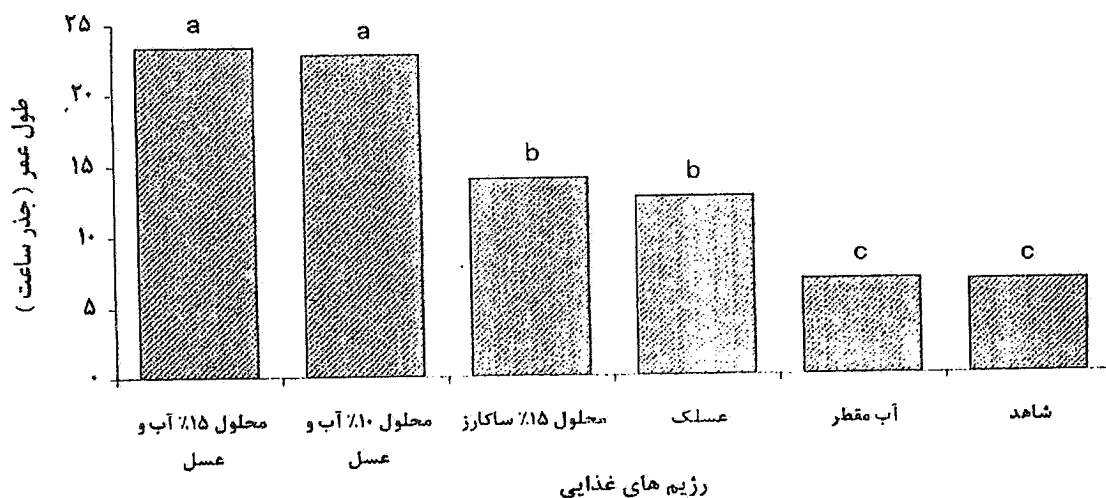 طول عمر ( جذر ساعت )
۲۵
۲۰
۱۵
۱۰
۵
۰
a
a
b
b
c
c
محلول ۱۵٪ آب و
عسل
محلول ۱۰٪ آب و
عسل
محلول ۱۵٪ ساکارز
عسلک
آب مقطر
شاهد
رژیم های غذایی